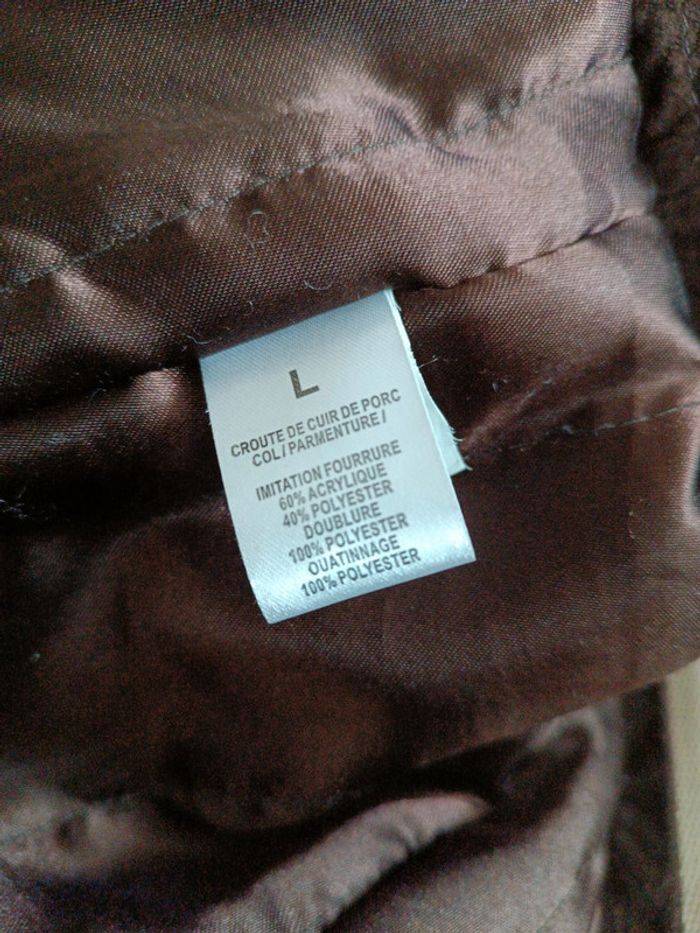 L
CROUTE DE CUIR DE PORC
COL/PARMENTURE/
IMITATION FOURRURE
60% ACRYLIQUE
40% POLYESTER
DOUBLURE
100% POLYESTER
OUATINNAGE
100% POLYESTER